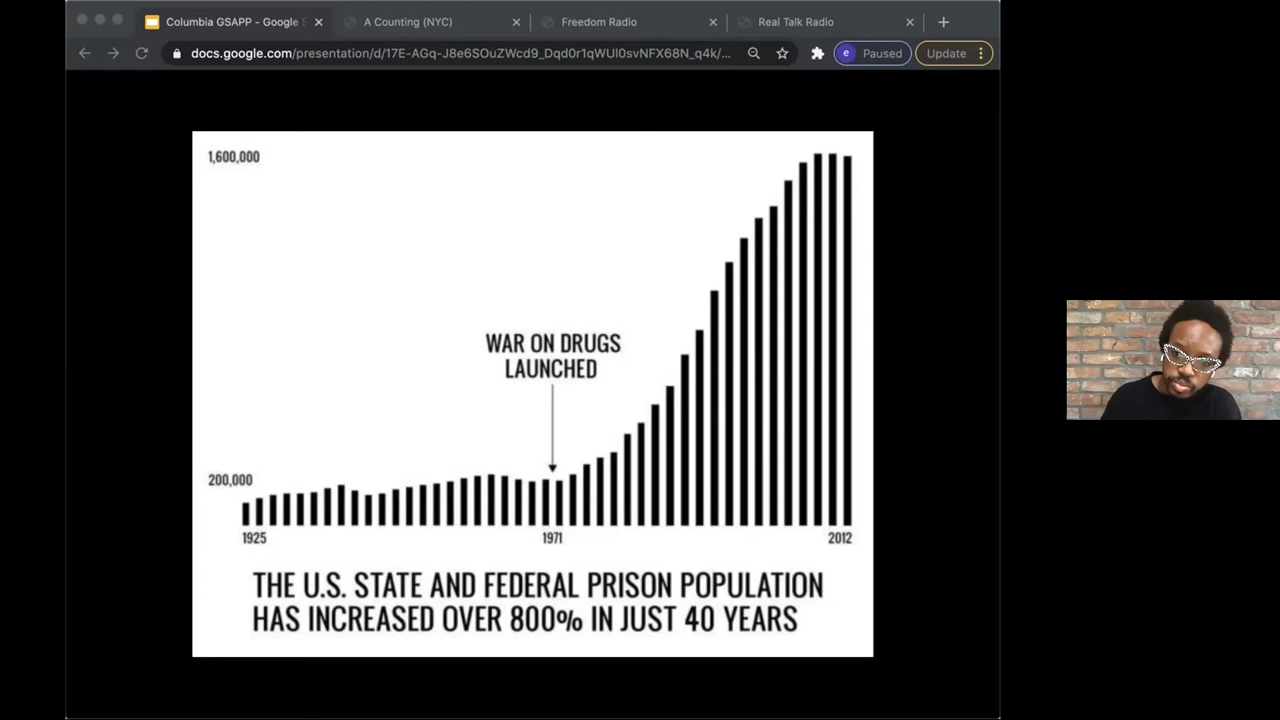 Columbia GSAPP - Google S
A Counting (NYC)
Freedom Radio
Real Talk Radio
docs.google.com/presentation/d/17E-AGq-J8e6SOuZWcd9_Dqd0r1qWUl0svNFX68N_q4k/...
e
Paused
Update
1,600,000
WAR ON DRUGS
LAUNCHED
200,000
1925
1971
2012
THE U.S. STATE AND FEDERAL PRISON POPULATION
HAS INCREASED OVER 800% IN JUST 40 YEARS